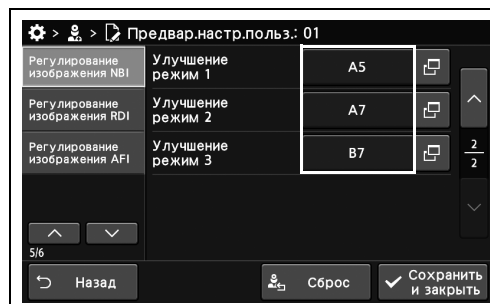 > > Предвар.настр.польз.: 01
Регулирование
изображения NBI
Улучшение
режим 1
A5
Регулирование
изображения RDI
Улучшение
режим 2
A7
Регулирование
изображения AFI
Улучшение
режим 3
B7
2
2
5/6
Назад
Сброс
Сохранить
и закрыть